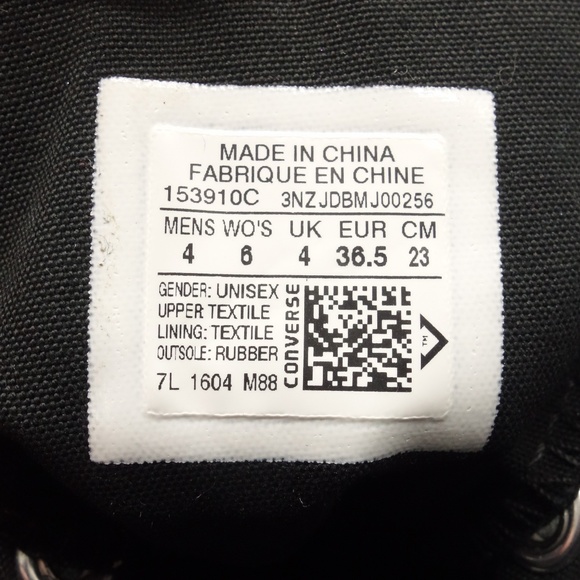 MADE IN CHINA
FABRIQUE EN CHINE
153910C 3NZJDBMJ00256
MENS WO'S UK EUR CM
4 6 4 36.5 23
GENDER: UNISEX
UPPER TEXTILE
LINING: TEXTILE
OUTSOLE: RUBBER
7L 1604 M88
CONVERSE
TM